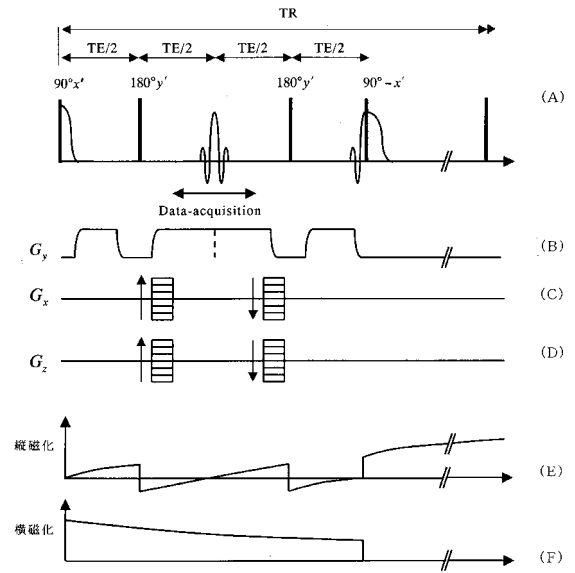 TR
TE/2 TE/2 TE/2 TE/2
90°x' 180°y' 180°y' 90°−x'
(A)
Data-acquisition
Gy (B)
Gx (C)
Gz (D)
縦磁化 (E)
横磁化 (F)